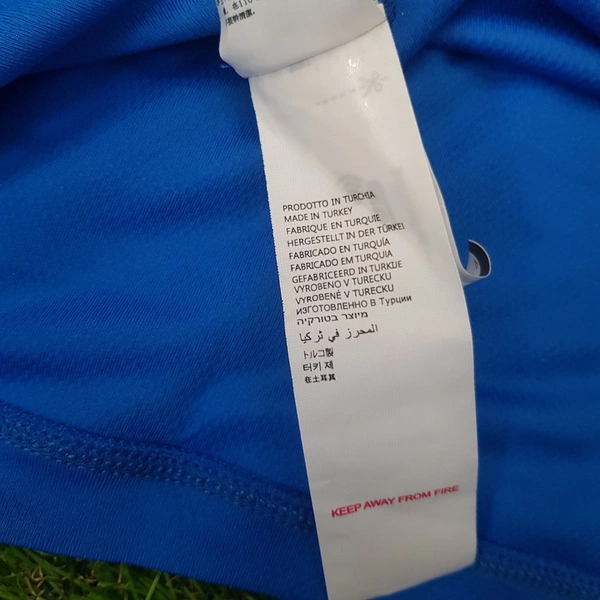 PRODOTTO IN TURCHIA
MADE IN TURKEY
FABRIQUE EN TURQUIE
HERGESTELLT IN DER TÜRKEI
FABRICADO EN TURQUÍA
FABRICADO EM TURQUIA
GEFABRICEERD IN TURKIJE
VYROBENO V TURECKU
VYROBENÉ V TURECKU
ИЗГОТОВЛЕННО В Турции
מיוצר בטורקיה
المحرز في تركيا
トルコ製
터키 제
在土耳其
KEEP AWAY FROM FIRE